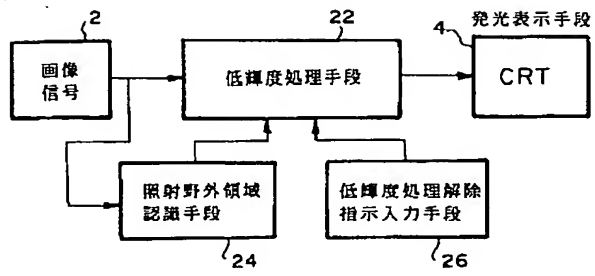 2
画像
信号
22
低輝度処理手段
発光表示手段
4
CRT
照射野外領域
認識手段
24
低輝度処理解除
指示入力手段
26